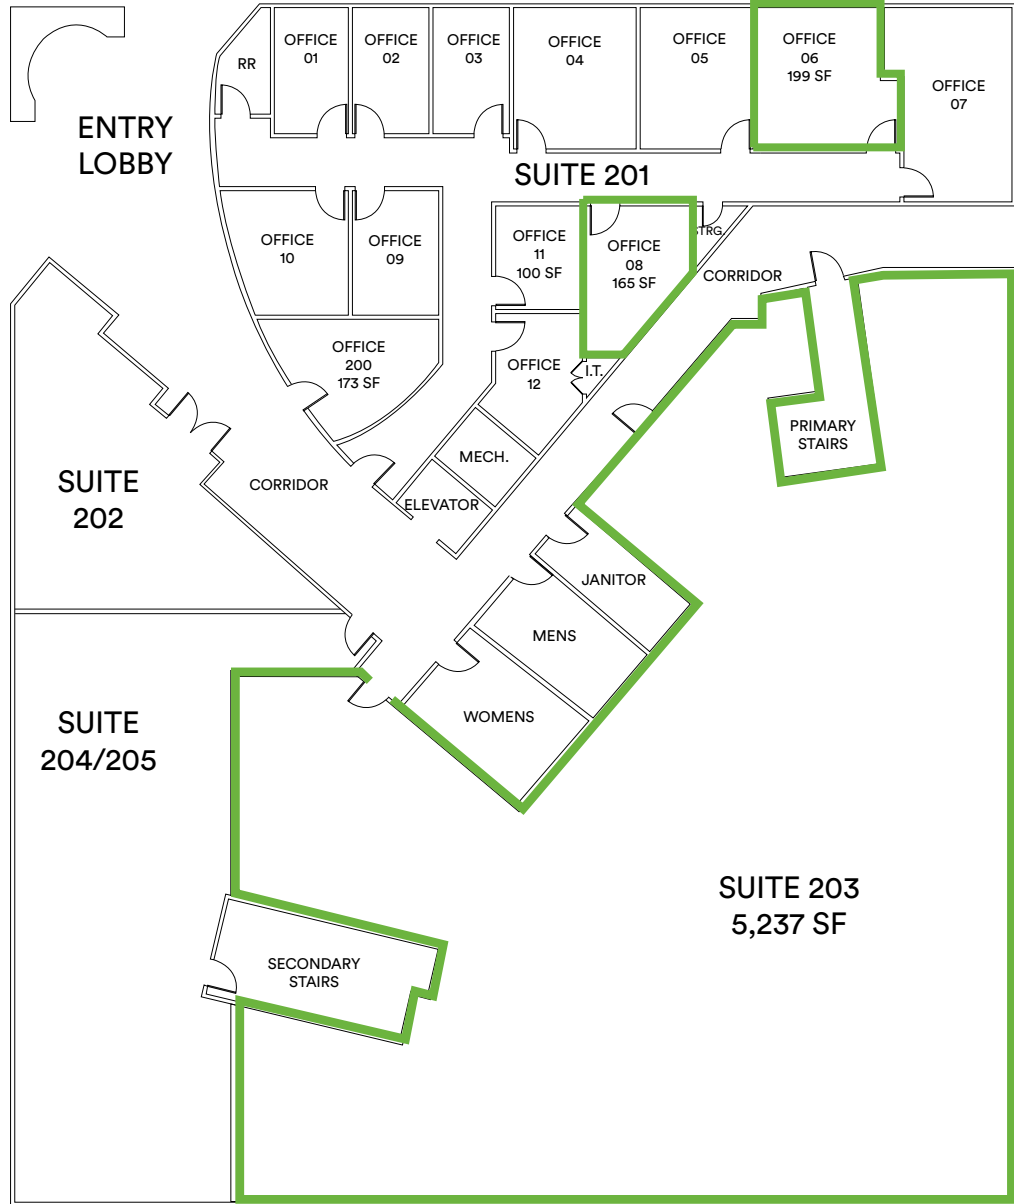 OFFICE
01
OFFICE
02
OFFICE
03
OFFICE
04
OFFICE
05
OFFICE
06
199 SF
OFFICE
07
RR
ENTRY
LOBBY
SUITE 201
OFFICE
10
OFFICE
09
OFFICE
11
100 SF
OFFICE
08
165 SF
STRG.
CORRIDOR
OFFICE
200
173 SF
OFFICE
12
I.T.
PRIMARY
STAIRS
MECH.
SUITE
202
CORRIDOR
ELEVATOR
JANITOR
MENS
WOMENS
SUITE
204/205
SUITE 203
5,237 SF
SECONDARY
STAIRS